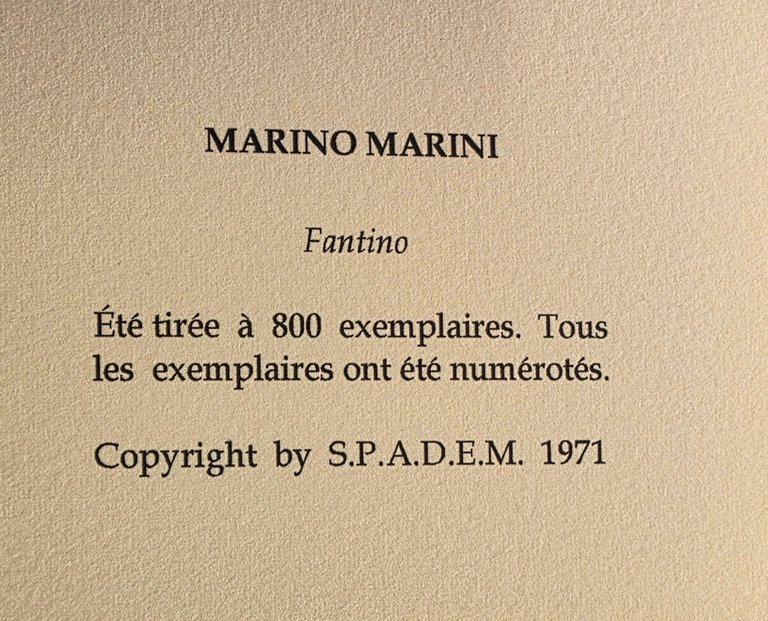 MARINO MARINI
Fantino
Été tirée à 800 exemplaires. Tous
les exemplaires ont été numérotés.
Copyright by S.P.A.D.E.M. 1971